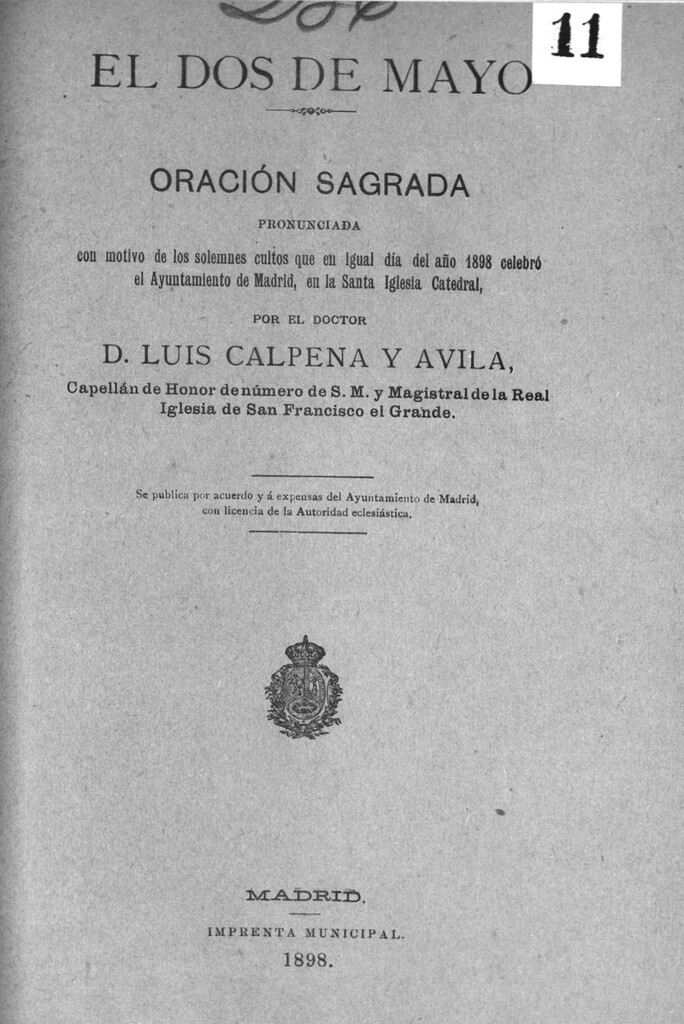 11
EL DOS DE MAYO
ORACIÓN SAGRADA
PRONUNCIADA
con motivo de los solemnes cultos que en igual día del año 1898 celebró
el Ayuntamiento de Madrid, en la Santa Iglesia Catedral,
POR EL DOCTOR
D. LUIS CALPENA Y AVILA,
Capellán de Honor de número de S. M. y Magistral de la Real
Iglesia de San Francisco el Grande.
Se publica por acuerdo y á expensas del Ayuntamiento de Madrid,
con licencia de la Autoridad eclesiástica.
MADRID.
IMPRENTA MUNICIPAL.
1898.